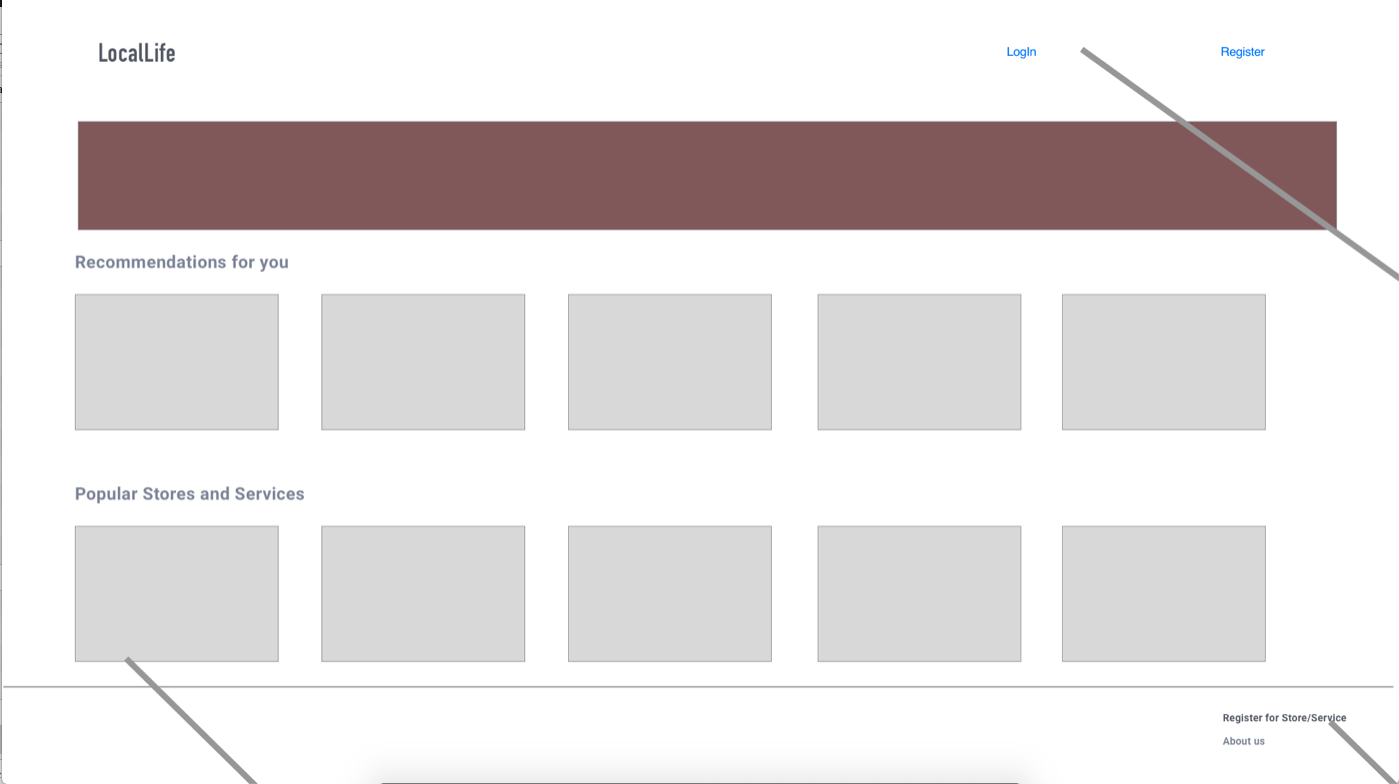 LocalLife
LogIn
Register
Recommendations for you
Popular Stores and Services
Register for Store/Service
About us